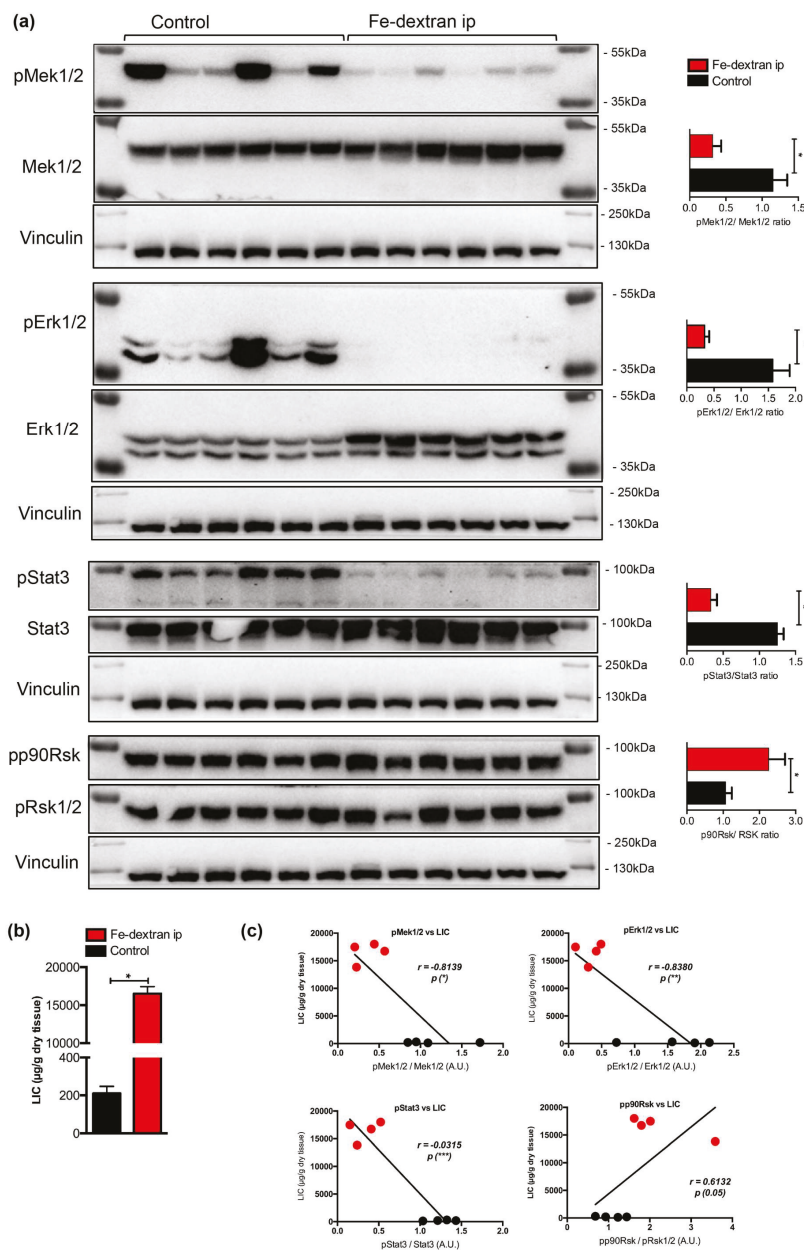 (a)
Control
Fe-dextran ip
pMek1/2
- 55kDa
- 35kDa
Mek1/2
- 55kDa
- 35kDa
Vinculin
- 250kDa
- 130kDa
Fe-dextran ip
Control
*
0.0 0.5 1.0 1.5
pMek1/2/ Mek1/2 ratio
pErk1/2
- 55kDa
- 35kDa
Erk1/2
- 55kDa
- 35kDa
Vinculin
- 250kDa
- 130kDa
0.0 0.5 1.0 1.5 2.0
pErk1/2/ Erk1/2 ratio
pStat3
- 100kDa
Stat3
- 100kDa
Vinculin
- 250kDa
- 130kDa
0.0 0.5 1.0 1.5
pStat3/Stat3 ratio
pp90Rsk
- 100kDa
pRsk1/2
- 100kDa
Vinculin
- 250kDa
- 130kDa
*
0.0 1.0 2.0 3.0
p90Rsk/ RSK ratio
(b)
Fe-dextran ip
Control
LIC (µg/g dry tissue)
20000
15000
10000
400
200
0
*
(c)
pMek1/2 vs LIC
LIC (µg/g dry tissue)
20000
15000
10000
5000
0
r = -0.8139
p (*)
0.0 0.5 1.0 1.5 2.0
pMek1/2 / Mek1/2 (A.U.)
pErk1/2 vs LIC
LIC (µg/g dry tissue)
20000
15000
10000
5000
0
r = -0.8380
p (**)
0.0 0.5 1.0 1.5 2.0 2.5
pErk1/2 / Erk1/2 (A.U.)
pStat3 vs LIC
LIC (µg/g dry tissue)
20000
15000
10000
5000
0
r = -0.0315
p (***)
0.0 0.5 1.0 1.5 2.0
pStat3 / Stat3 (A.U.)
pp90Rsk vs LIC
LIC (µg/g dry tissue)
20000
15000
10000
5000
0
r = 0.6132
p (0.05)
0 1 2 3 4
pp90Rsk / pRsk1/2 (A.U.)